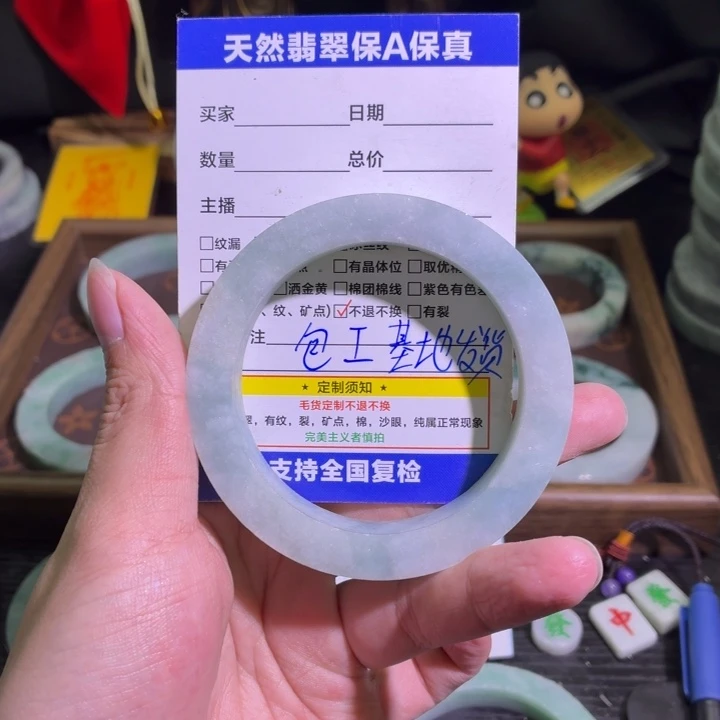 天然翡翠保A保真
买家 日期
数量 总价
主播
□纹漏
□有 □有晶体位 □取优
洒金黄 □棉团棉线 □紫色有色
、纹、矿点) ☑不退不换 □有裂
注 包工基地发货
★ 定制须知 ★
毛货定制不退不换
，有纹，裂，矿点，棉，沙眼，纯属正常现象
完美主义者慎拍
支持全国复检
發 中 發